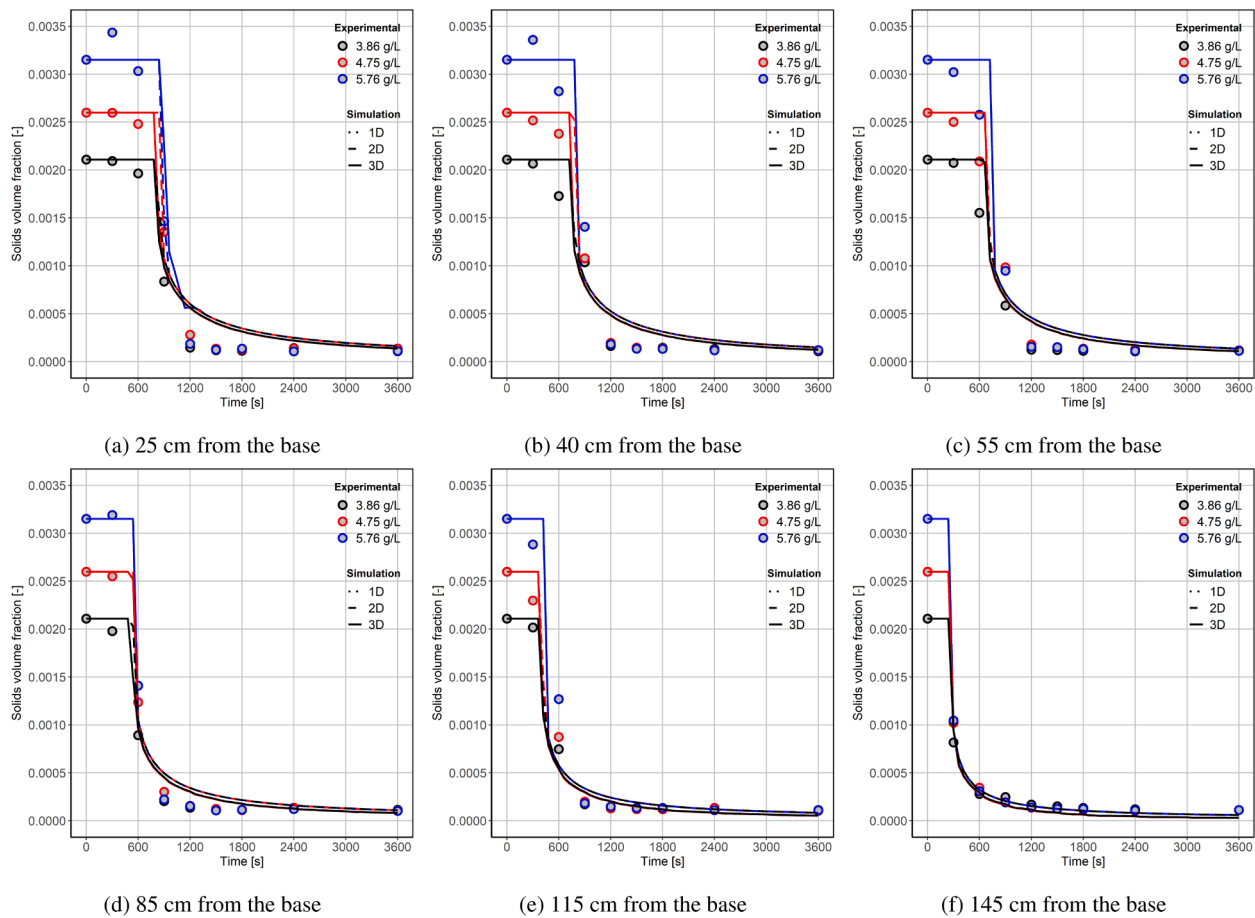 Solids volume fraction [-]
0.0035
0.0030
0.0025
0.0020
0.0015
0.0010
0.0005
0.0000
Experimental
3.86 g/L
4.75 g/L
5.76 g/L
Simulation
1D
2D
3D
0 600 1200 1800 2400 3000 3600
Time [s]
(a) 25 cm from the base
Solids volume fraction [-]
0.0035
0.0030
0.0025
0.0020
0.0015
0.0010
0.0005
0.0000
Experimental
3.86 g/L
4.75 g/L
5.76 g/L
Simulation
1D
2D
3D
0 600 1200 1800 2400 3000 3600
Time [s]
(b) 40 cm from the base
Solids volume fraction [-]
0.0035
0.0030
0.0025
0.0020
0.0015
0.0010
0.0005
0.0000
Experimental
3.86 g/L
4.75 g/L
5.76 g/L
Simulation
1D
2D
3D
0 600 1200 1800 2400 3000 3600
Time [s]
(c) 55 cm from the base
Solids volume fraction [-]
0.0035
0.0030
0.0025
0.0020
0.0015
0.0010
0.0005
0.0000
Experimental
3.86 g/L
4.75 g/L
5.76 g/L
Simulation
1D
2D
3D
0 600 1200 1800 2400 3000 3600
Time [s]
(d) 85 cm from the base
Solids volume fraction [-]
0.0035
0.0030
0.0025
0.0020
0.0015
0.0010
0.0005
0.0000
Experimental
3.86 g/L
4.75 g/L
5.76 g/L
Simulation
1D
2D
3D
0 600 1200 1800 2400 3000 3600
Time [s]
(e) 115 cm from the base
Solids volume fraction [-]
0.0035
0.0030
0.0025
0.0020
0.0015
0.0010
0.0005
0.0000
Experimental
3.86 g/L
4.75 g/L
5.76 g/L
Simulation
1D
2D
3D
0 600 1200 1800 2400 3000 3600
Time [s]
(f) 145 cm from the base